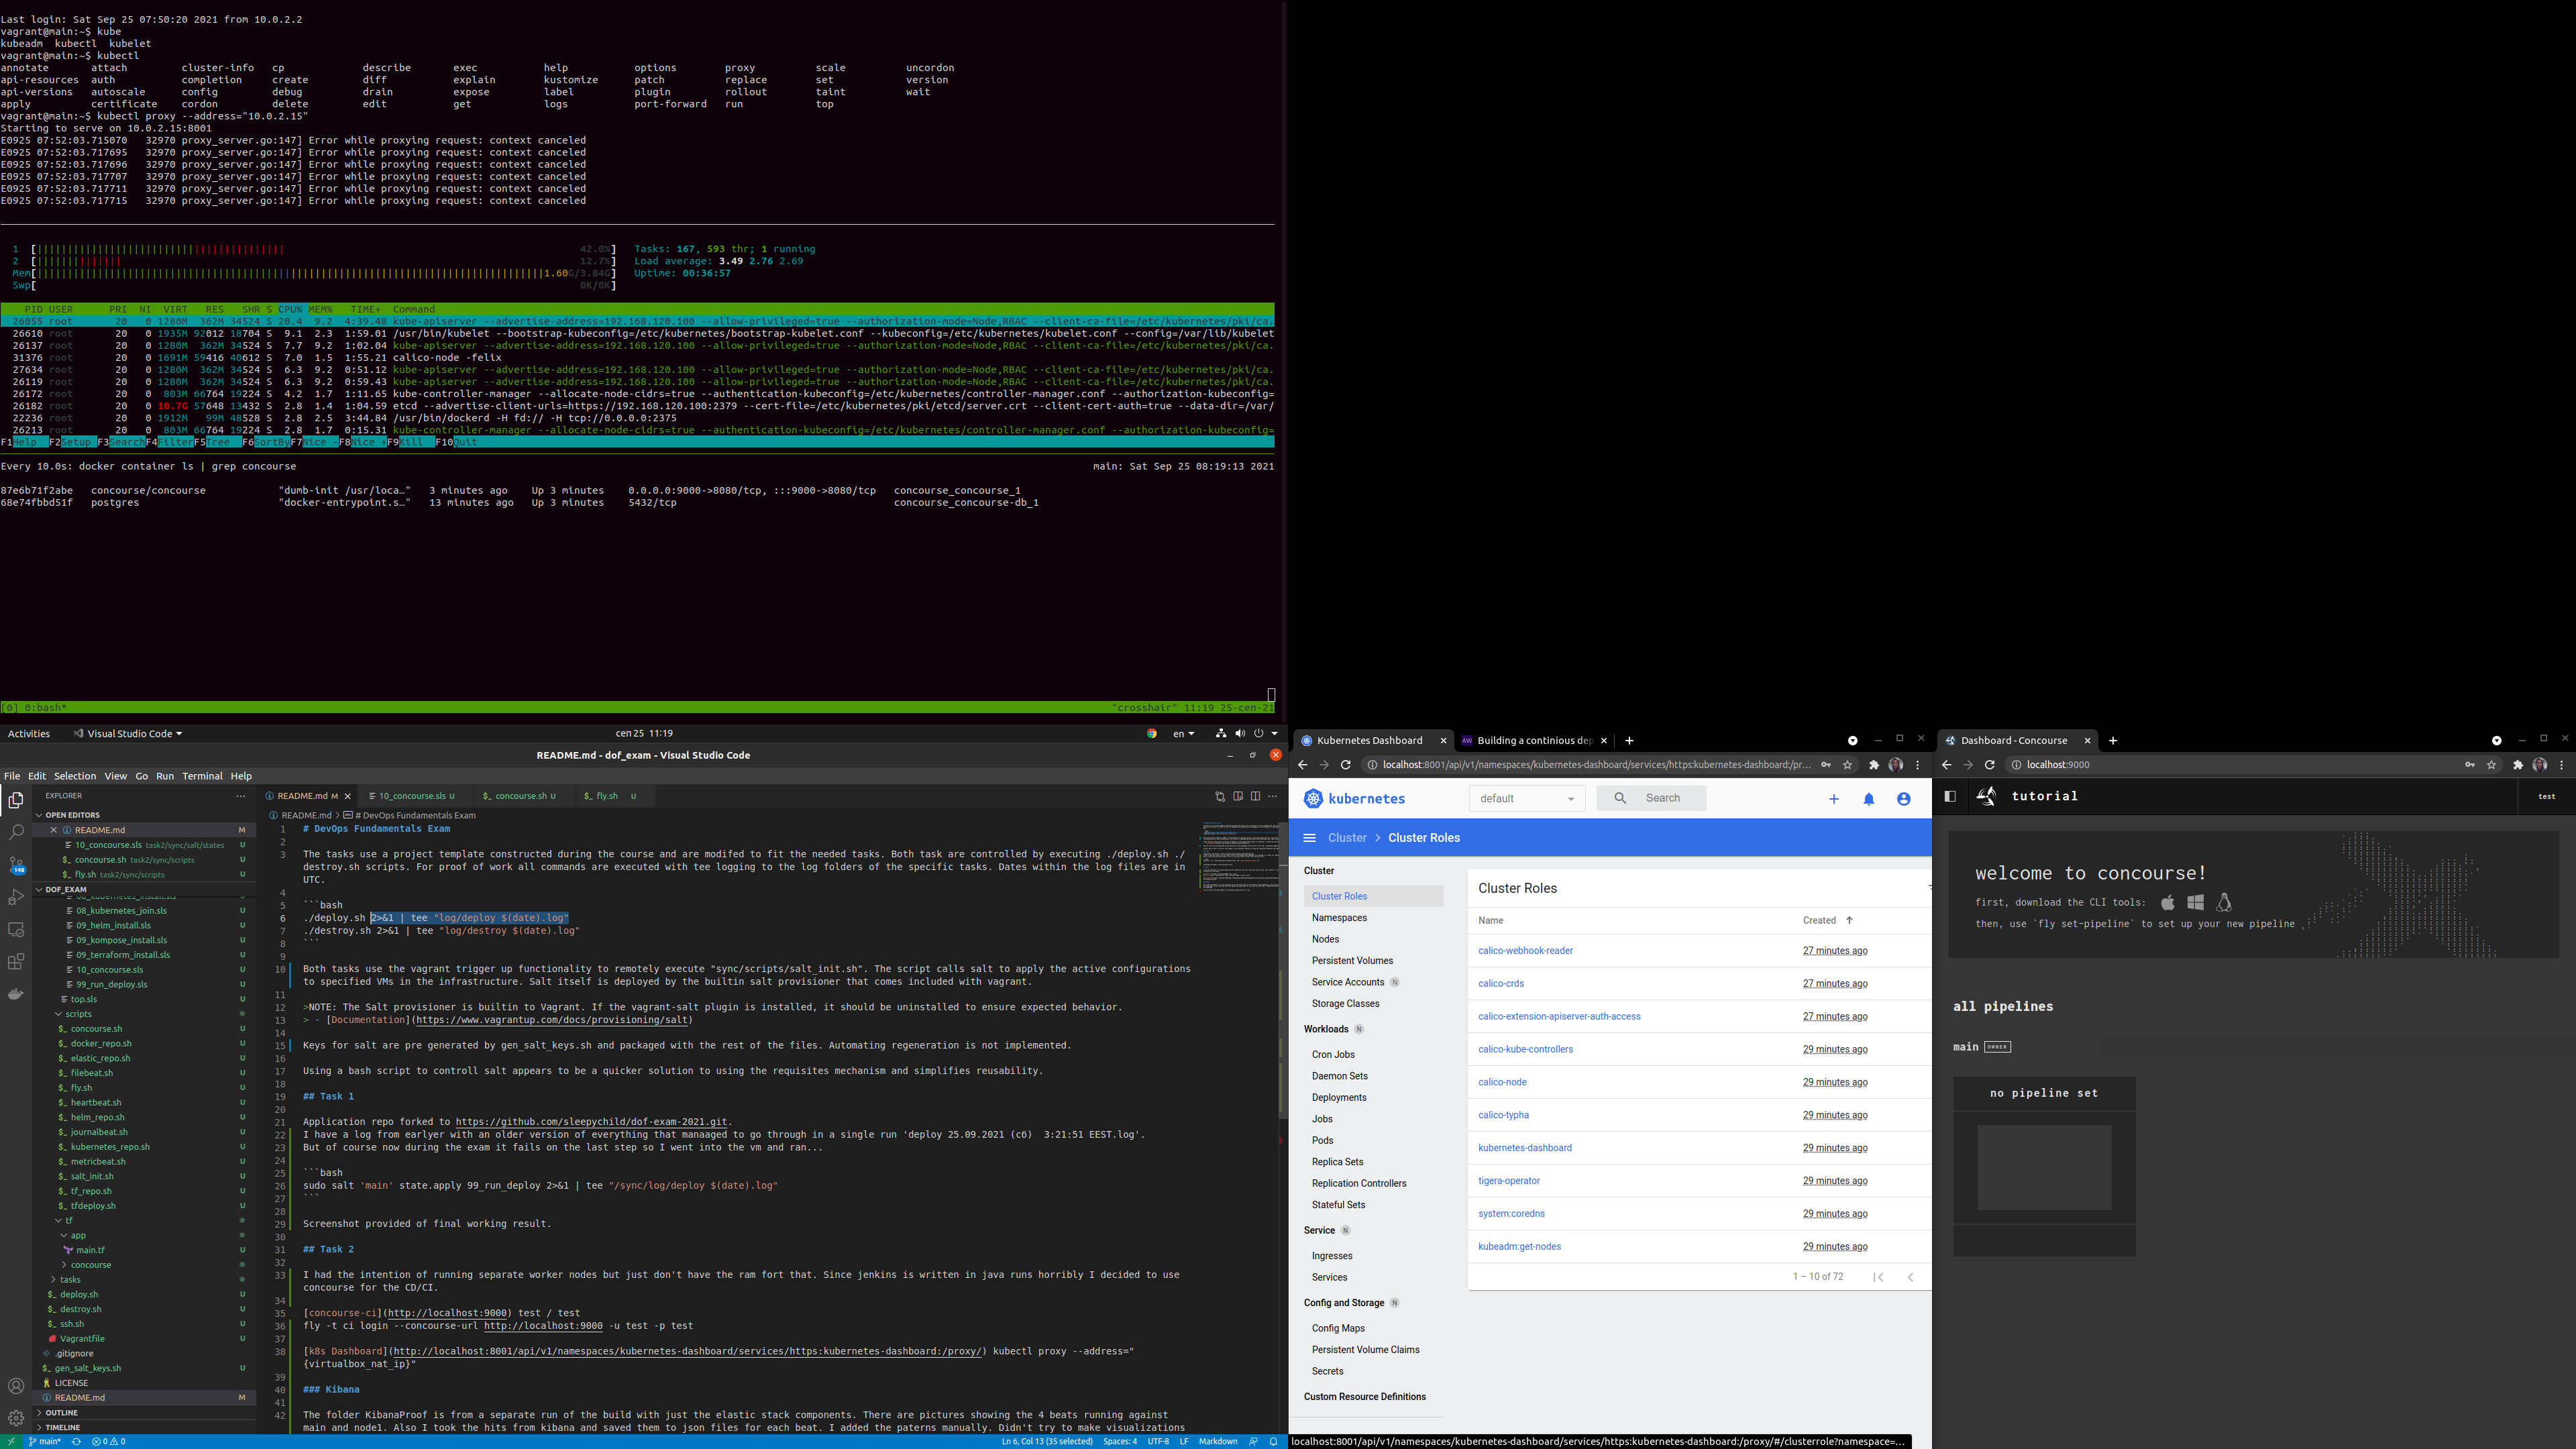 Last login: Sat Sep 25 07:50:20 2021 from 10.0.2.2
vagrant@main:~$ kube
kubeadm  kubectl  kubelet
vagrant@main:~$ kubectl
annotate       attach         cluster-info   cp             describe       exec           help           options        proxy          scale          uncordon
api-resources  auth           completion     create         diff           explain        kustomize      patch          replace        set            version
api-versions   autoscale      config         debug          drain          expose         label          plugin         rollout        taint          wait
apply          certificate    cordon         delete         edit           get            logs           port-forward   run            top
vagrant@main:~$ kubectl proxy --address="10.0.2.15"
Starting to serve on 10.0.2.15:8001
E0925 07:52:03.715070   32970 proxy_server.go:147] Error while proxying request: context canceled
E0925 07:52:03.717695   32970 proxy_server.go:147] Error while proxying request: context canceled
E0925 07:52:03.717696   32970 proxy_server.go:147] Error while proxying request: context canceled
E0925 07:52:03.717707   32970 proxy_server.go:147] Error while proxying request: context canceled
E0925 07:52:03.717711   32970 proxy_server.go:147] Error while proxying request: context canceled
E0925 07:52:03.717715   32970 proxy_server.go:147] Error while proxying request: context canceled
1 [ 42.0%] Tasks: 167, 593 thr; 1 running
2 [ 12.7%] Load average: 3.49 2.76 2.69
Mem[ 1.60G/3.84G] Uptime: 00:36:57
Swp[ 0K/0K]
PID USER PRI NI VIRT RES SHR S CPU% MEM% TIME+ Command
26055 root 20 0 1280M 362M 34524 S 20.4 9.2 4:39.48 kube-apiserver --advertise-address=192.168.120.100 --allow-privileged=true --authorization-mode=Node,RBAC --client-ca-file=/etc/kubernetes/pki/ca.
26610 root 20 0 1935M 92012 18704 S 9.1 2.3 1:59.01 /usr/bin/kubelet --bootstrap-kubeconfig=/etc/kubernetes/bootstrap-kubelet.conf --kubeconfig=/etc/kubernetes/kubelet.conf --config=/var/lib/kubelet
26137 root 20 0 1280M 362M 34524 S 7.7 9.2 1:02.04 kube-apiserver --advertise-address=192.168.120.100 --allow-privileged=true --authorization-mode=Node,RBAC --client-ca-file=/etc/kubernetes/pki/ca.
31376 root 20 0 1691M 59416 40612 S 7.0 1.5 1:55.21 calico-node -felix
27634 root 20 0 1280M 362M 34524 S 6.3 9.2 0:51.12 kube-apiserver --advertise-address=192.168.120.100 --allow-privileged=true --authorization-mode=Node,RBAC --client-ca-file=/etc/kubernetes/pki/ca.
26119 root 20 0 1280M 362M 34524 S 6.3 9.2 0:59.43 kube-apiserver --advertise-address=192.168.120.100 --allow-privileged=true --authorization-mode=Node,RBAC --client-ca-file=/etc/kubernetes/pki/ca.
26172 root 20 0 803M 66764 19224 S 4.2 1.7 1:11.65 kube-controller-manager --allocate-node-cidrs=true --authentication-kubeconfig=/etc/kubernetes/controller-manager.conf --authorization-kubeconfig=
26182 root 20 0 10.7G 57648 13432 S 2.8 1.4 1:04.59 etcd --advertise-client-urls=https://192.168.120.100:2379 --cert-file=/etc/kubernetes/pki/etcd/server.crt --client-cert-auth=true --data-dir=/var/
22236 root 20 0 1912M 99M 48528 S 2.8 2.5 3:44.84 /usr/bin/dockerd -H fd:// -H tcp://0.0.0.0:2375
26213 root 20 0 803M 66764 19224 S 2.8 1.7 0:15.31 kube-controller-manager --allocate-node-cidrs=true --authentication-kubeconfig=/etc/kubernetes/controller-manager.conf --authorization-kubeconfig=
F1Help F2Setup F3SearchF4FilterF5Tree F6SortByF7Nice -F8Nice +F9Kill F10Quit
Every 10.0s: docker container ls | grep concourse main: Sat Sep 25 08:19:13 2021
87e6b71f2abe concourse/concourse "dumb-init /usr/loca…" 3 minutes ago Up 3 minutes 0.0.0.0:9000->8080/tcp, :::9000->8080/tcp concourse_concourse_1
68e74fbbd51f postgres "docker-entrypoint.s…" 13 minutes ago Up 3 minutes 5432/tcp concourse_concourse-db_1
[0] 0:bash* "crosshair" 11:19 25-сеп-21
Activities Visual Studio Code сеп 25 11:19 en
README.md - dof_exam - Visual Studio Code
File Edit Selection View Go Run Terminal Help
EXPLORER
OPEN EDITORS
README.md M
10_concourse.sls task2/sync/salt/states U
concourse.sh task2/sync/scripts U
fly.sh task2/sync/scripts U
148
DOF_EXAM
08_kubernetes_install.sls
08_kubernetes_join.sls U
09_helm_install.sls U
09_kompose_install.sls U
09_terraform_install.sls U
10_concourse.sls U
99_run_deploy.sls U
top.sls U
scripts
concourse.sh U
docker_repo.sh U
elastic_repo.sh U
filebeat.sh U
fly.sh U
heartbeat.sh U
helm_repo.sh U
journalbeat.sh U
kubernetes_repo.sh U
metricbeat.sh U
salt_init.sh U
tf_repo.sh U
tfdeploy.sh U
tf
app
main.tf U
concourse
tasks
deploy.sh U
destroy.sh U
ssh.sh U
Vagrantfile U
.gitignore
gen_salt_keys.sh U
LICENSE
README.md M
OUTLINE
TIMELINE
README.md M 10_concourse.sls U concourse.sh U fly.sh U
README.md > # DevOps Fundamentals Exam
1 # DevOps Fundamentals Exam
2
3 The tasks use a project template constructed during the course and are modifed to fit the needed tasks. Both task are controlled by executing ./deploy.sh ./
destroy.sh scripts. For proof of work all commands are executed with tee logging to the log folders of the specific tasks. Dates within the log files are in
UTC.
4
5 ```bash
6 ./deploy.sh 2>&1 | tee "log/deploy $(date).log"
7 ./destroy.sh 2>&1 | tee "log/destroy $(date).log"
8 ```
9
10 Both tasks use the vagrant trigger up functionality to remotely execute "sync/scripts/salt_init.sh". The script calls salt to apply the active configurations
to specified VMs in the infrastructure. Salt itself is deployed by the builtin salt provisioner that comes included with vagrant.
11
12 >NOTE: The Salt provisioner is builtin to Vagrant. If the vagrant-salt plugin is installed, it should be uninstalled to ensure expected behavior.
13 > - [Documentation](https://www.vagrantup.com/docs/provisioning/salt)
14
15 Keys for salt are pre generated by gen_salt_keys.sh and packaged with the rest of the files. Automating regeneration is not implemented.
16
17 Using a bash script to controll salt appears to be a quicker solution to using the requisites mechanism and simplifies reusability.
18
19 ## Task 1
20
21 Application repo forked to https://github.com/sleepychild/dof-exam-2021.git.
22 I have a log from earlyer with an older version of everything that manaaged to go through in a single run 'deploy 25.09.2021 (сб)  3:21:51 EEST.log'.
23 But of course now during the exam it fails on the last step so I went into the vm and ran...
24
25 ```bash
26 sudo salt 'main' state.apply 99_run_deploy 2>&1 | tee "/sync/log/deploy $(date).log"
27 ```
28
29 Screenshot provided of final working result.
30
31 ## Task 2
32
33 I had the intention of running separate worker nodes but just don't have the ram fort that. Since jenkins is written in java runs horribly I decided to use
concourse for the CD/CI.
34
35 [concourse-ci](http://localhost:9000) test / test
36 fly -t ci login --concourse-url http://localhost:9000 -u test -p test
37
38 [k8s Dashboard](http://localhost:8001/api/v1/namespaces/kubernetes-dashboard/services/https:kubernetes-dashboard:/proxy/) kubectl proxy --address="
{virtualbox_nat_ip}"
39
40 ### Kibana
41
42 The folder KibanaProof is from a separate run of the build with just the elastic stack components. There are pictures showing the 4 beats running against
main and node1. Also I took the hits from kibana and saved them to json files for each beat. I added the paterns manually. Didn't try to make visualizations
main* 0 0 Ln 6, Col 13 (35 selected) Spaces: 4 UTF-8 LF Markdown
Kubernetes Dashboard Building a continious dep
localhost:8001/api/v1/namespaces/kubernetes-dashboard/services/https:kubernetes-dashboard:/pr…
kubernetes default Search
Cluster > Cluster Roles
Cluster
Cluster Roles
Namespaces
Nodes
Persistent Volumes
Service Accounts N
Storage Classes
Workloads N
Cron Jobs
Daemon Sets
Deployments
Jobs
Pods
Replica Sets
Replication Controllers
Stateful Sets
Service N
Ingresses
Services
Config and Storage N
Config Maps
Persistent Volume Claims
Secrets
Custom Resource Definitions
Cluster Roles
Name Created
calico-webhook-reader 27 minutes ago
calico-crds 27 minutes ago
calico-extension-apiserver-auth-access 27 minutes ago
calico-kube-controllers 29 minutes ago
calico-node 29 minutes ago
calico-typha 29 minutes ago
kubernetes-dashboard 29 minutes ago
tigera-operator 29 minutes ago
system:coredns 29 minutes ago
kubeadm:get-nodes 29 minutes ago
1 – 10 of 72
localhost:8001/api/v1/namespaces/kubernetes-dashboard/services/https:kubernetes-dashboard:/proxy/#/clusterrole?namespace=…
Dashboard - Concourse
localhost:9000
tutorial test
welcome to concourse!
first, download the CLI tools:
then, use `fly set-pipeline` to set up your new pipeline
all pipelines
main OWNER
no pipeline set